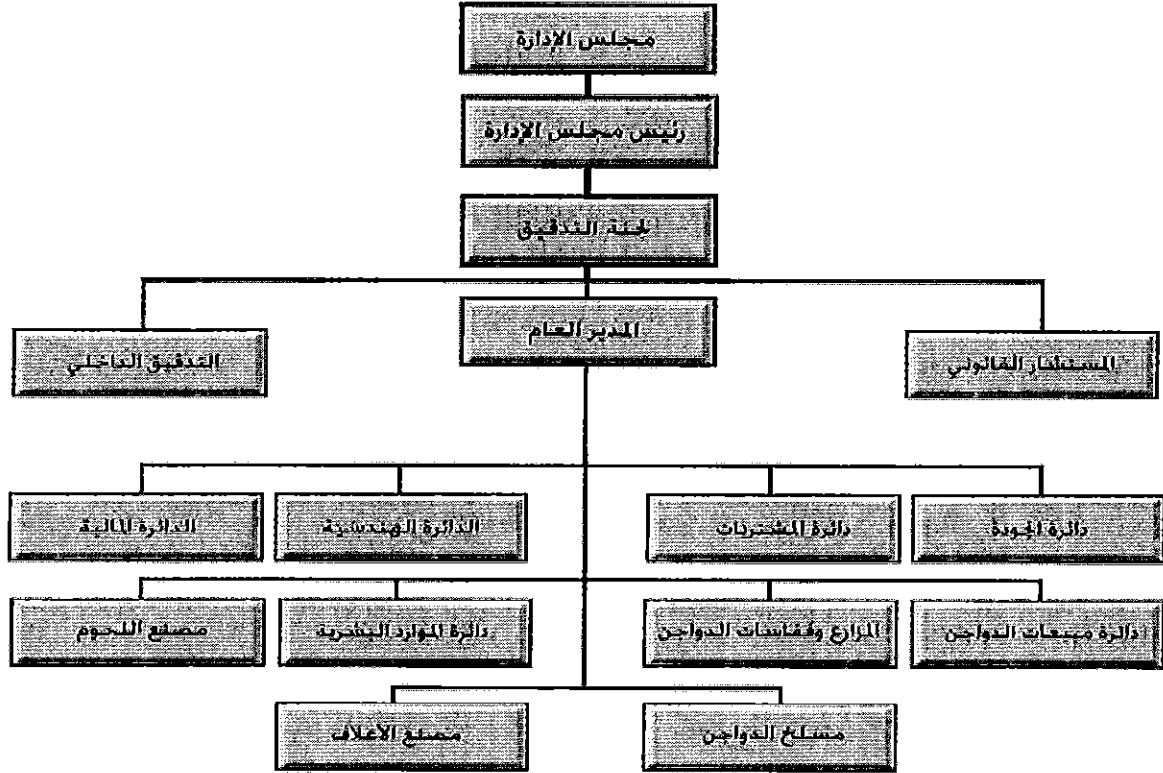 مجلس الإدارة
رئيس مجلس الإدارة
لجنة التدقيق
المدير العام
المستشار القانوني
التدقيق الداخلي
دائرة الجودة
دائرة المشتريات
الدائرة الهندسية
الدائرة المالية
دائرة مبيعات الدواجن
المزارع وفقاسات الدواجن
دائرة الموارد البشرية
مصنع اللحوم
مسلخ الدواجن
مصنع الأعلاف